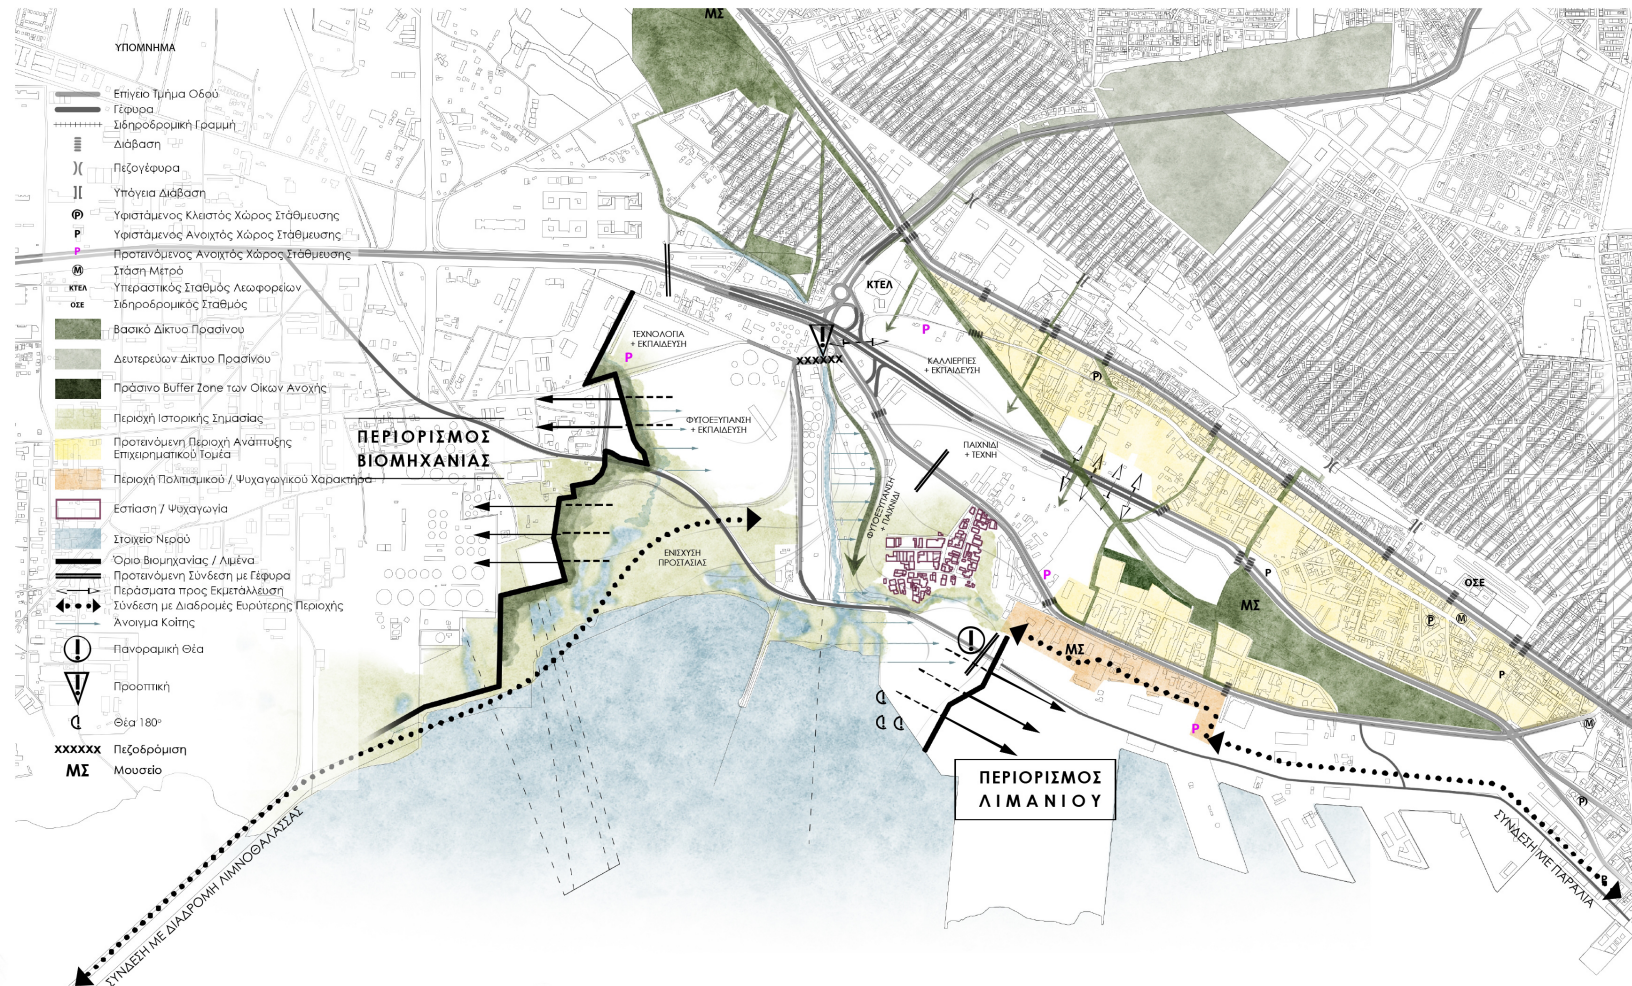 ΥΠΟΜΝΗΜΑ
Επίγειο Τμήμα Οδού
Γέφυρα
Σιδηροδρομική Γραμμή
Διάβαση
Πεζογέφυρα
Υπόγεια Διάβαση
P Υφιστάμενος Κλειστός Χώρος Στάθμευσης
P Υφιστάμενος Ανοιχτός Χώρος Στάθμευσης
P Προτεινόμενος Ανοιχτός Χώρος Στάθμευσης
M Στάση Μετρό
ΚΤΕΛ Υπεραστικός Σταθμός Λεωφορείων
ΟΣΕ Σιδηροδρομικός Σταθμός
Βασικό Δίκτυο Πρασίνου
Δευτερεύων Δίκτυο Πρασίνου
Πράσινο Buffer Zone των Οίκων Ανοχής
Περιοχή Ιστορικής Σημασίας
Προτεινόμενη Περιοχή Ανάπτυξης
Επιχειρηματικού Τομέα
Περιοχή Πολιτισμικού / Ψυχαγωγικού Χαρακτήρα
Εστίαση / Ψυχαγωγία
Στοιχείο Νερού
Όριο Βιομηχανίας / Λιμένα
Προτεινόμενη Σύνδεση με Γέφυρα
Περάσματα προς Εκμετάλλευση
Σύνδεση με Διαδρομές Ευρύτερης Περιοχής
Άνοιγμα Κοίτης
Πανοραμική Θέα
Προοπτική
Θέα 180°
xxxxxx Πεζοδρόμιση
ΜΣ Μουσείο
ΜΣ
ΚΤΕΛ
P
ΤΕΧΝΟΛΟΓΙΑ
+ ΕΚΠΑΙΔΕΥΣΗ
P
xxxxxx
ΚΑΛΛΙΕΡΓΙΕΣ
+ ΕΚΠΑΙΔΕΥΣΗ
P
ΦΥΤΟΕΞΥΓΙΑΝΣΗ
+ ΕΚΠΑΙΔΕΥΣΗ
ΠΕΡΙΟΡΙΣΜΟΣ
ΒΙΟΜΗΧΑΝΙΑΣ
ΠΑΙΧΝΙΔΙ
+ ΤΕΧΝΗ
ΦΥΤΟΕΞΥΓΙΑΝΣΗ
+ ΠΑΙΧΝΙΔΙ
ΕΝΙΣΧΥΣΗ
ΠΡΟΣΤΑΣΙΑΣ
P
P
ΟΣΕ
ΜΣ
P
M
ΜΣ
P
M
P
ΠΕΡΙΟΡΙΣΜΟΣ
ΛΙΜΑΝΙΟΥ
P
P
ΣΥΝΔΕΣΗ ΜΕ ΔΙΑΔΡΟΜΗ ΛΙΜΝΟΘΑΛΑΣΣΑΣ
ΣΥΝΔΕΣΗ ΜΕ ΠΑΡΑΛΙΑ